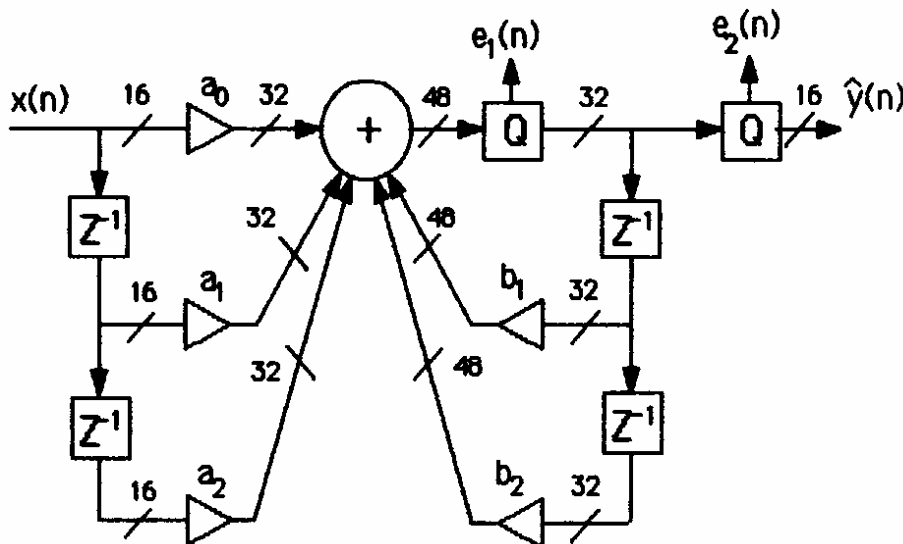 e₁(n) e₂(n)
x(n) 16 a₀ 32 + 48 Q 32 Q 16 ŷ(n)
Z⁻¹ 32 48 Z⁻¹
16 a₁ b₁ 32
Z⁻¹ 32 48 Z⁻¹
16 a₂ b₂ 32